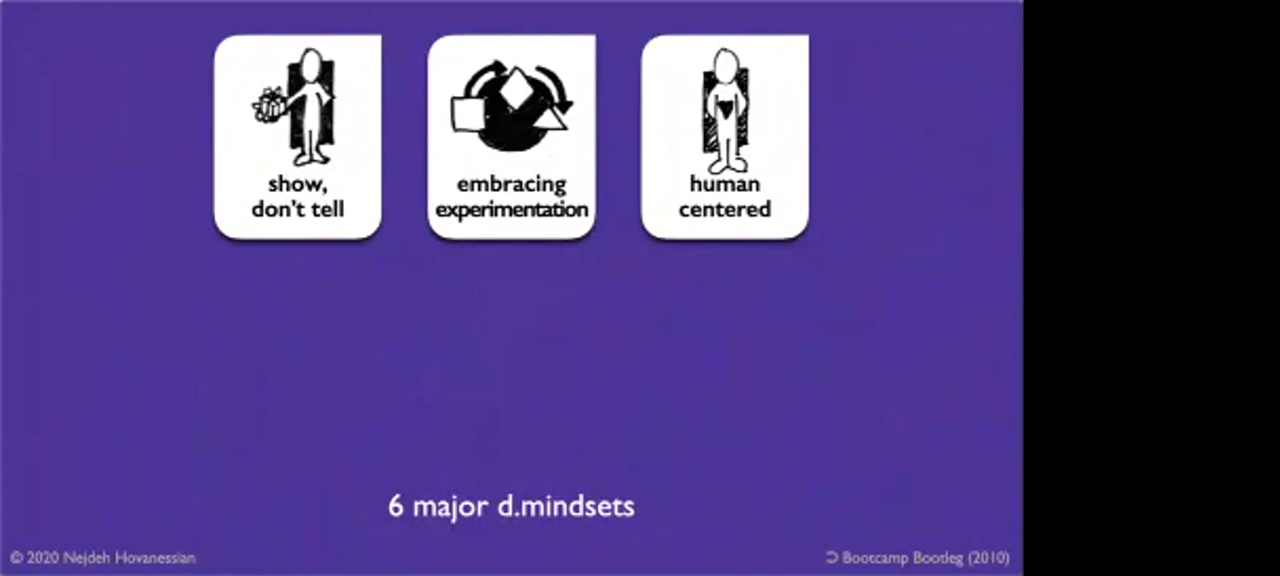 show,
don't tell
embracing
experimentation
human
centered
6 major d.mindsets
© 2020 Nejdeh Hovanessian
Bootcamp Bootleg (2010)